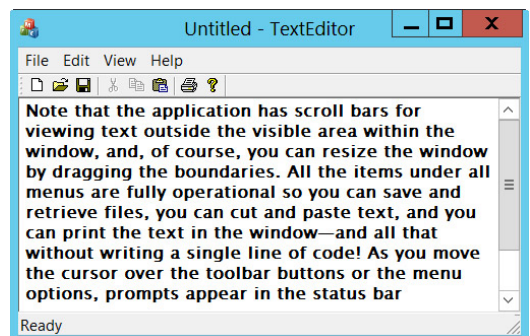 Untitled - TextEditor
File Edit View Help
Note that the application has scroll bars for
viewing text outside the visible area within the
window, and, of course, you can resize the window
by dragging the boundaries. All the items under all
menus are fully operational so you can save and
retrieve files, you can cut and paste text, and you
can print the text in the window—and all that
without writing a single line of code! As you move
the cursor over the toolbar buttons or the menu
options, prompts appear in the status bar
Ready